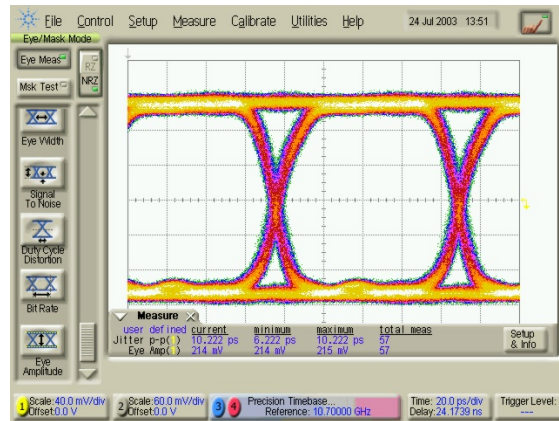 File Control Setup Measure Calibrate Utilities Help 24 Jul 2003 13:51
Eye/Mask Mode
Eye Meas
RZ
Msk Test
NRZ
Eye Width
Signal
To Noise
Duty Cycle
Distortion
Bit Rate
Eye
Amplitude
Measure
user defined current minimum maximum total meas
Jitter p-p(1) 10.222 ps 6.222 ps 10.222 ps 57
Eye Amp(1) 214 mV 214 mV 215 mV 57
Setup
& Info
1 Scale:40.0 mV/div
Offset:0.0 V
2 Scale:60.0 mV/div
Offset:0.0 V
3 4 Precision Timebase...
Reference: 10.70000 GHz
Time: 20.0 ps/div
Delay:24.1739 ns
Trigger Level:
---